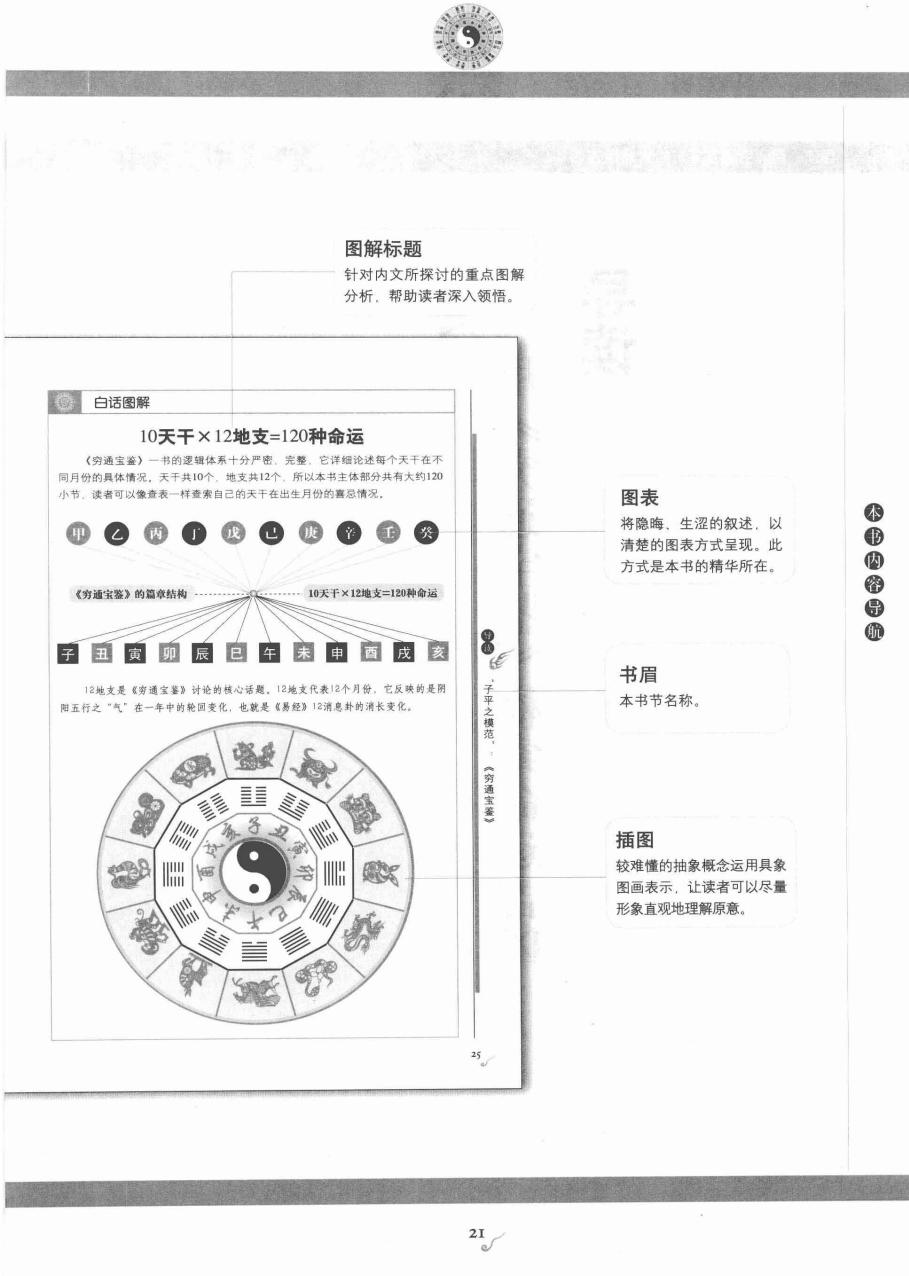 图解标题
针对内文所探讨的重点图解
分析，帮助读者深入领悟。
白话图解
10天干×12地支=120种命运
《穷通宝鉴》一书的逻辑体系十分严密、完整，它详细论述每个天干在不
同月份的具体情况。天干共10个，地支共12个，所以本书主体部分共有大约120
小节，读者可以像查表一样查索自己的天干在出生月份的喜忌情况。
甲 乙 丙 丁 戊 己 庚 辛 壬 癸
《穷通宝鉴》的篇章结构 10天干×12地支=120种命运
子 丑 寅 卯 辰 巳 午 未 申 酉 戌 亥
12地支是《穷通宝鉴》讨论的核心话题。12地支代表12个月份，它反映的是阴
阳五行之“气”在一年中的轮回变化，也就是《易经》12消息卦的消长变化。
子 丑 寅 卯 辰 巳 午 未 申 酉 戌 亥
导读
“子平之模范”：《穷通宝鉴》
25
图表
将隐晦、生涩的叙述，以
清楚的图表方式呈现。此
方式是本书的精华所在。
书眉
本书节名称。
插图
较难懂的抽象概念运用具象
图画表示，让读者可以尽量
形象直观地理解原意。
本书内容导航
21